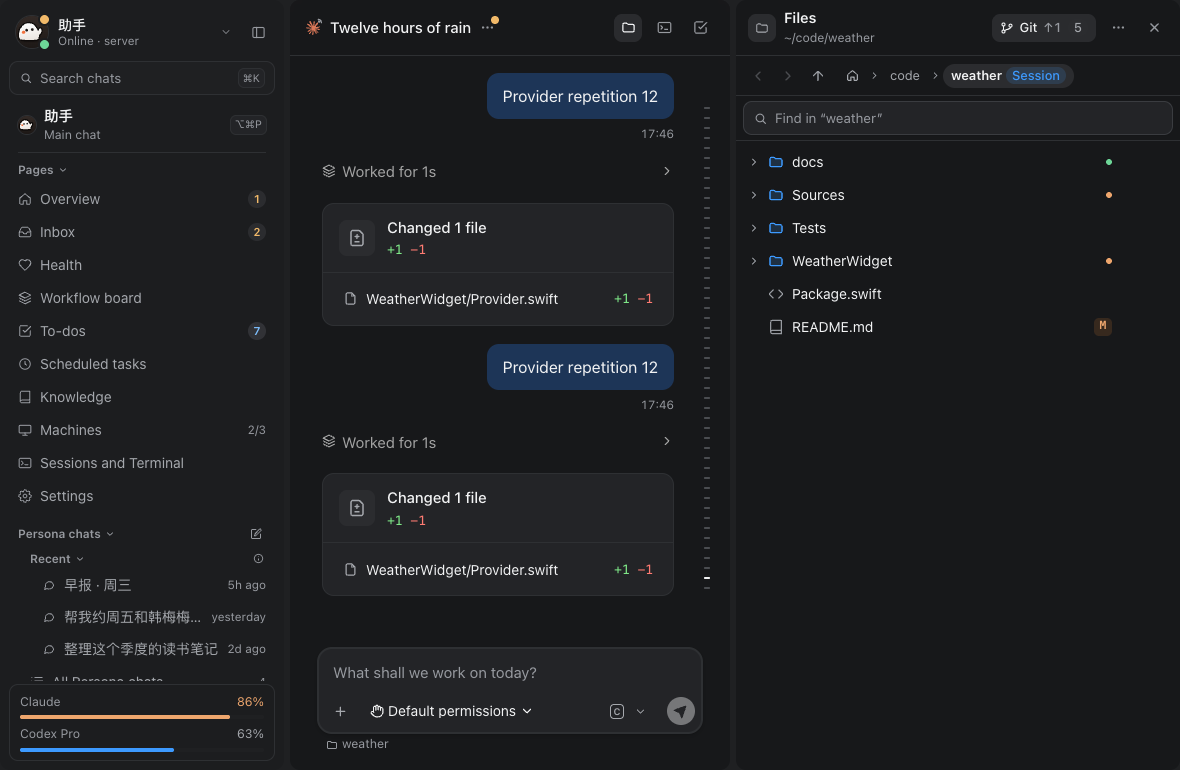 助手
Online · server
Search chats
⌘K
助手
Main chat
⌥⌘P
Pages
Overview
1
Inbox
2
Health
Workflow board
To-dos
7
Scheduled tasks
Knowledge
Machines
2/3
Sessions and Terminal
Settings
Persona chats
Recent
早报 · 周三
5h ago
帮我约周五和韩梅梅...
yesterday
整理这个季度的读书笔记
2d ago
All Persona chats
4
Claude
86%
Codex Pro
63%
Twelve hours of rain
Provider repetition 12
17:46
Worked for 1s
Changed 1 file
+1 −1
WeatherWidget/Provider.swift
+1 −1
Provider repetition 12
17:46
Worked for 1s
Changed 1 file
+1 −1
WeatherWidget/Provider.swift
+1 −1
What shall we work on today?
Default permissions
C
weather
Files
~/code/weather
Git ↑1 5
code
weather Session
Find in “weather”
docs
Sources
Tests
WeatherWidget
Package.swift
README.md
M